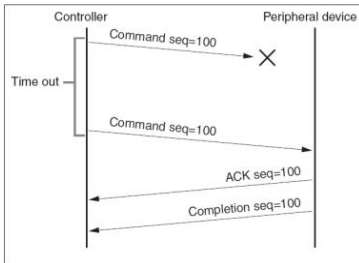 Controller
Peripheral device
Command seq=100
Time out
Command seq=100
ACK seq=100
Completion seq=100